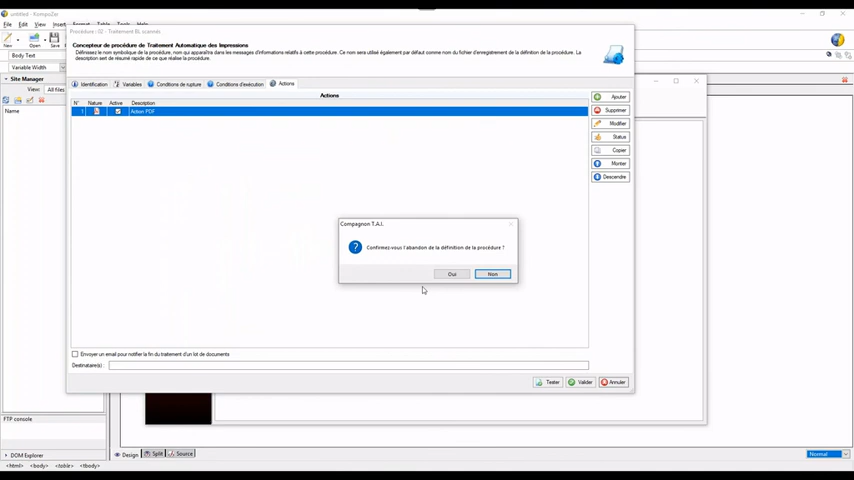 untitled - KompoZer
File Edit View Insert Format Table Tools Help
New Open Save
Body Text
Variable Width
Site Manager
View: All files
Name
FTP console
DOM Explorer
<html> <body> <table> <tbody>
Design Split Source
Normal
Procédure : 02 - Traitement BL scannés
Concepteur de procédure de Traitement Automatique des Impressions
Définissez le nom symbolique de la procédure, nom qui apparaîtra dans les messages d'informations relatifs à cette procédure. Ce nom sera utilisé également par défaut comme nom du fichier d'enregistrement de la définition de la procédure. La
description sert de résumé rapide de ce que réalise la procédure.
Identification Variables Conditions de rupture Conditions d'exécution Actions
Actions
N° Nature Active Description
1 Action PDF
Ajouter
Supprimer
Modifier
Status
Copier
Monter
Descendre
Compagnon T.A.I.
Confirmez-vous l'abandon de la définition de la procédure ?
Oui Non
Envoyer un email pour notifier la fin du traitement d'un lot de documents
Destinataire(s) :
Tester Valider Annuler